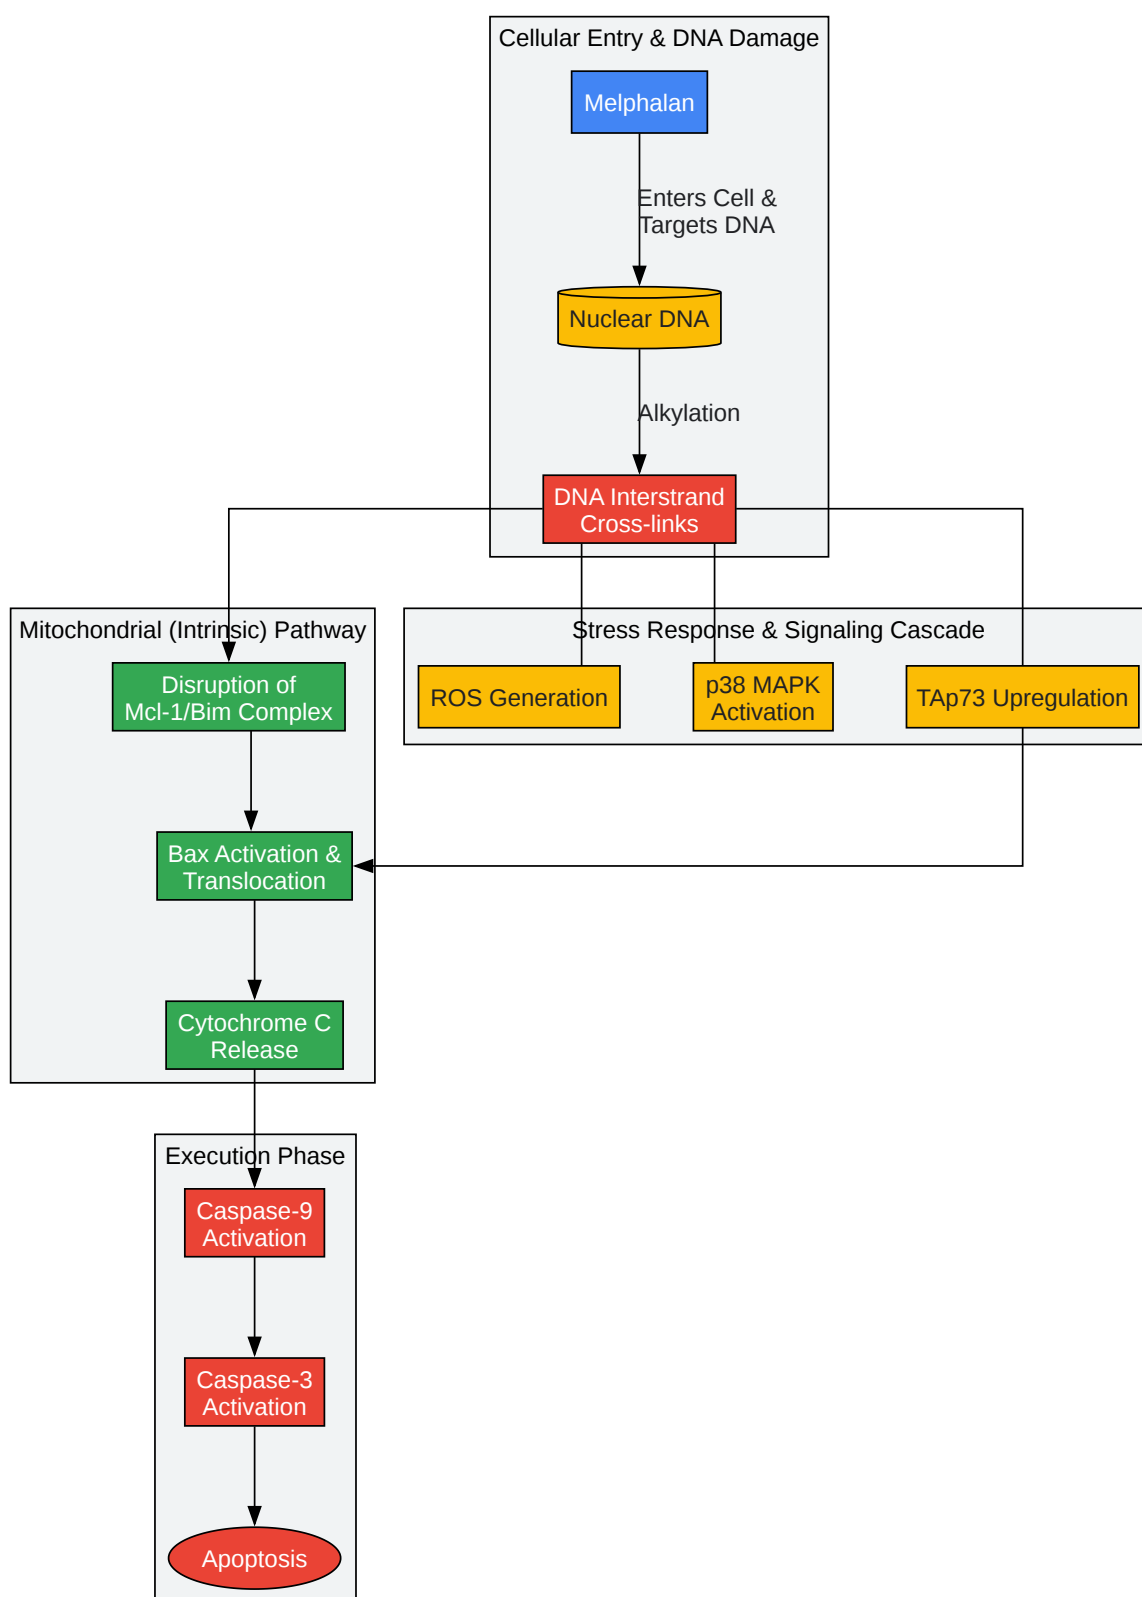 Cellular Entry & DNA Damage
Melphalan
Enters Cell &
Targets DNA
Nuclear DNA
Alkylation
DNA Interstrand
Cross-links
Mitochondrial (Intrinsic) Pathway
Disruption of
Mcl-1/Bim Complex
Bax Activation &
Translocation
Cytochrome C
Release
Stress Response & Signaling Cascade
ROS Generation
p38 MAPK
Activation
TAp73 Upregulation
Execution Phase
Caspase-9
Activation
Caspase-3
Activation
Apoptosis